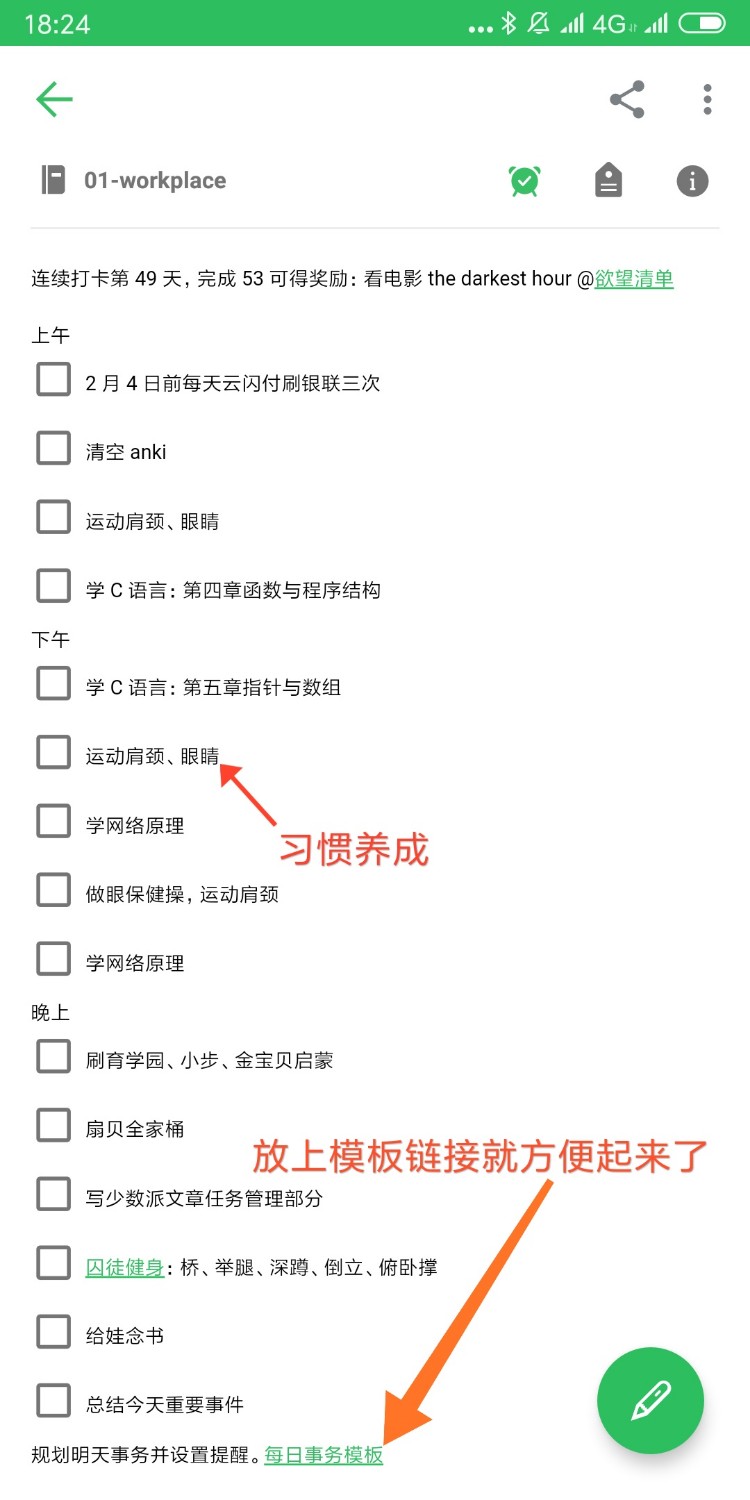 18:24
4G
01-workplace
连续打卡第 49 天，完成 53 可得奖励：看电影 the darkest hour @欲望清单
上午
2 月 4 日前每天云闪付刷银联三次
清空 anki
运动肩颈、眼睛
学 C 语言：第四章函数与程序结构
下午
学 C 语言：第五章指针与数组
运动肩颈、眼睛
习惯养成
学网络原理
做眼保健操，运动肩颈
学网络原理
晚上
刷育学园、小步、金宝贝启蒙
扇贝全家桶
放上模板链接就方便起来了
写少数派文章任务管理部分
囚徒健身：桥、举腿、深蹲、倒立、俯卧撑
给娃念书
总结今天重要事件
规划明天事务并设置提醒。每日事务模板